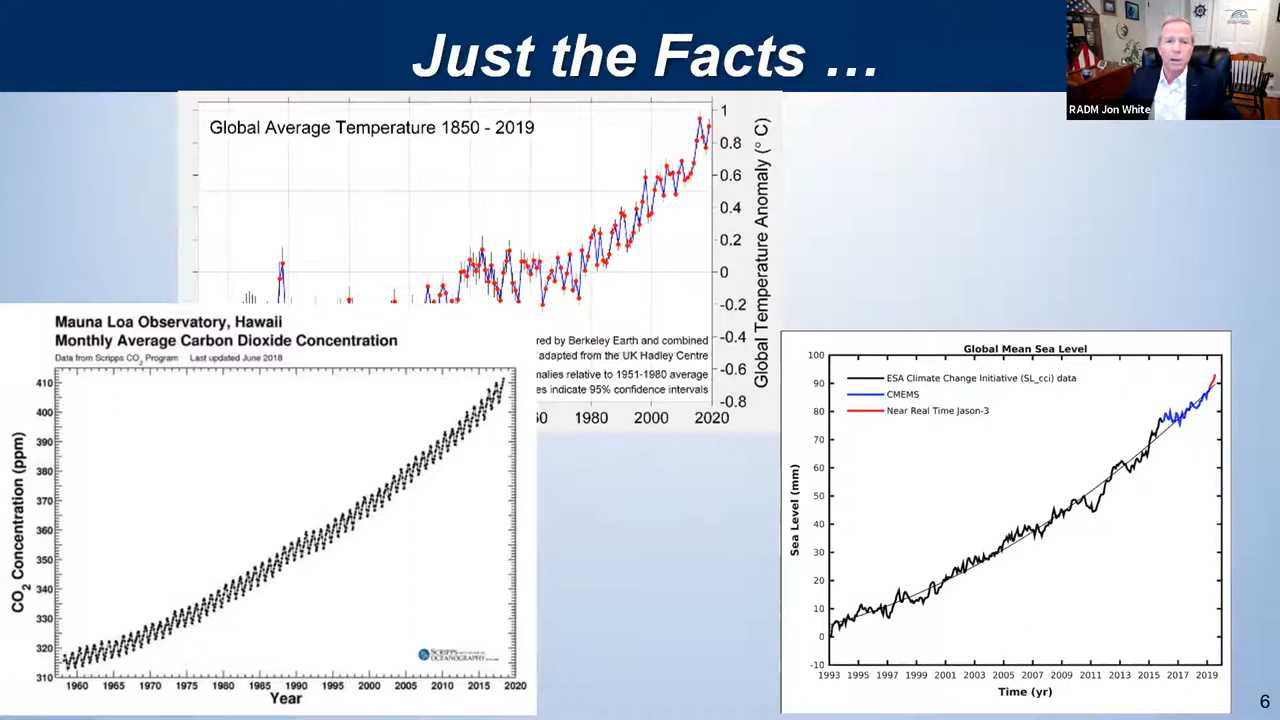 Just the Facts ...
RADM Jon White
Global Average Temperature 1850 - 2019
1
0.8
0.6
0.4
0.2
0
-0.2
-0.4
-0.6
-0.8
Global Temperature Anomaly (° C)
red by Berkeley Earth and combined
adapted from the UK Hadley Centre
malies relative to 1951-1980 average
es indicate 95% confidence intervals
60 1980 2000 2020
Mauna Loa Observatory, Hawaii
Monthly Average Carbon Dioxide Concentration
Data from Scripps CO2 Program Last updated June 2018
CO2 Concentration (ppm)
410
400
390
380
370
360
350
340
330
320
310
1960 1965 1970 1975 1980 1985 1990 1995 2000 2005 2010 2015 2020
Year
SCRIPPS
OCEANOGRAPHY
Global Mean Sea Level
ESA Climate Change Initiative (SL_cci) data
CMEMS
Near Real Time Jason-3
Sea Level (mm)
100
90
80
70
60
50
40
30
20
10
0
-10
1993 1995 1997 1999 2001 2003 2005 2007 2009 2011 2013 2015 2017 2019
Time (yr)
6